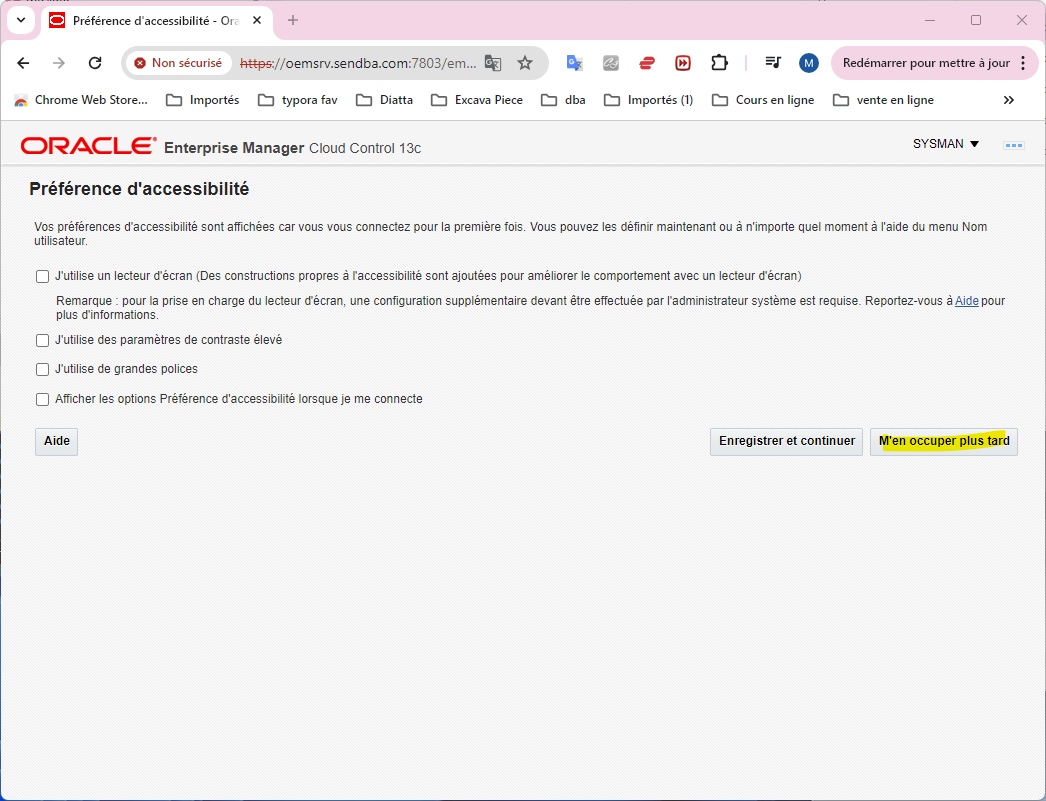 Préférence d'accessibilité - Ora
Non sécurisé https://oemsrv.sendba.com:7803/em...
M
Redémarrer pour mettre à jour
Chrome Web Store... Importés typora fav Diatta Excava Piece dba Importés (1) Cours en ligne vente en ligne
ORACLE Enterprise Manager Cloud Control 13c
SYSMAN
Préférence d'accessibilité
Vos préférences d'accessibilité sont affichées car vous vous connectez pour la première fois. Vous pouvez les définir maintenant ou à n'importe quel moment à l'aide du menu Nom
utilisateur.
J'utilise un lecteur d'écran (Des constructions propres à l'accessibilité sont ajoutées pour améliorer le comportement avec un lecteur d'écran)
Remarque : pour la prise en charge du lecteur d'écran, une configuration supplémentaire devant être effectuée par l'administrateur système est requise. Reportez-vous à Aide pour
plus d'informations.
J'utilise des paramètres de contraste élevé
J'utilise de grandes polices
Afficher les options Préférence d'accessibilité lorsque je me connecte
Aide Enregistrer et continuer M'en occuper plus tard